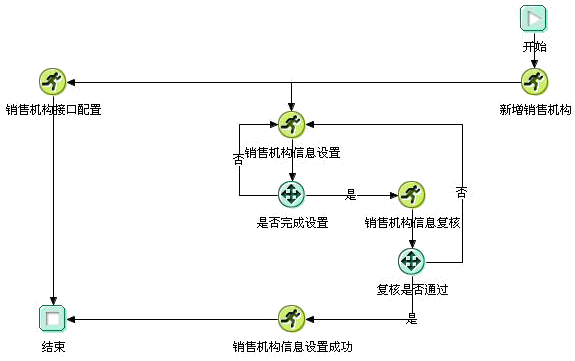 开始
销售机构接口配置
新增销售机构
销售机构信息设置
否
是否完成设置
是
销售机构信息复核
否
复核是否通过
是
结束
销售机构信息设置成功